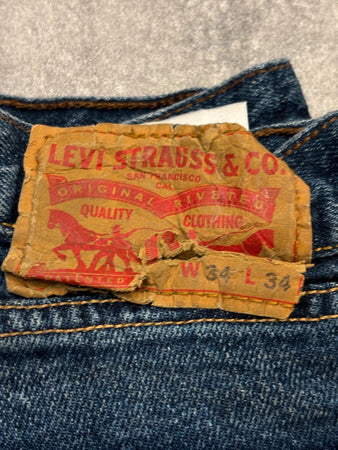 LEVI STRAUSS & CO.
SAN FRANCISCO
CAL
ORIGINAL RIVETED
QUALITY CLOTHING
W 34 L 34